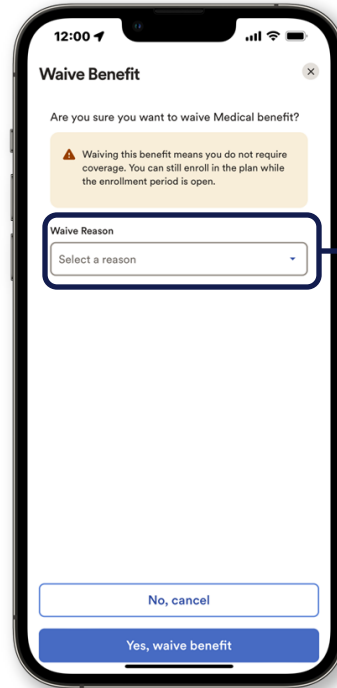 12:00
Waive Benefit
Are you sure you want to waive Medical benefit?
Waiving this benefit means you do not require
coverage. You can still enroll in the plan while
the enrollment period is open.
Waive Reason
Select a reason
No, cancel
Yes, waive benefit